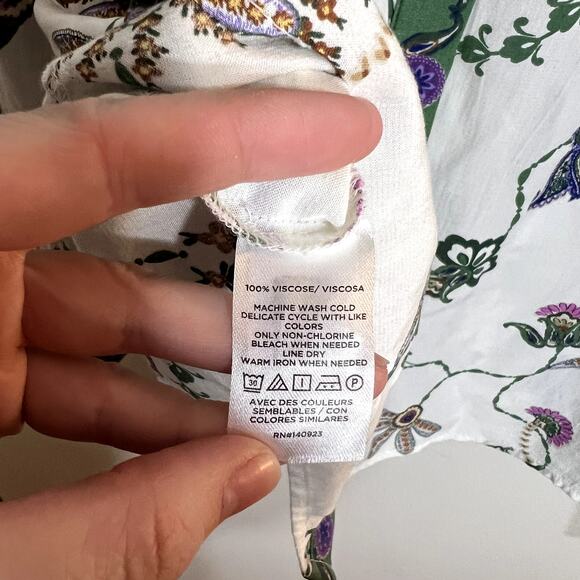 100% VISCOSE/ VISCOSA
MACHINE WASH COLD
DELICATE CYCLE WITH LIKE
COLORS
ONLY NON-CHLORINE
BLEACH WHEN NEEDED
LINE DRY
WARM IRON WHEN NEEDED
30 P
AVEC DES COULEURS
SEMBLABLES / CON
COLORES SIMILARES
RN#140923